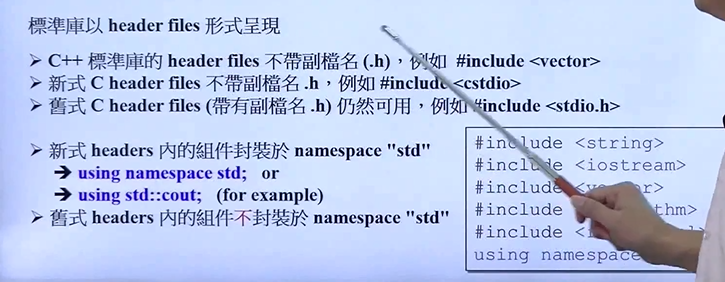 標準庫以 header files 形式呈現
➢ C++ 標準庫的 header files 不帶副檔名 (.h),例如 #include <vector>
➢ 新式 C header files 不帶副檔名 .h,例如 #include <cstdio>
➢ 舊式 C header files (帶有副檔名 .h) 仍然可用,例如 #include <stdio.h>
➢ 新式 headers 內的組件封裝於 namespace "std"
➔ using namespace std; or
➔ using std::cout; (for example)
➢ 舊式 headers 內的組件不封裝於 namespace "std"
#include <string>
#include <iostream>
#include
#include
#include
using namespace